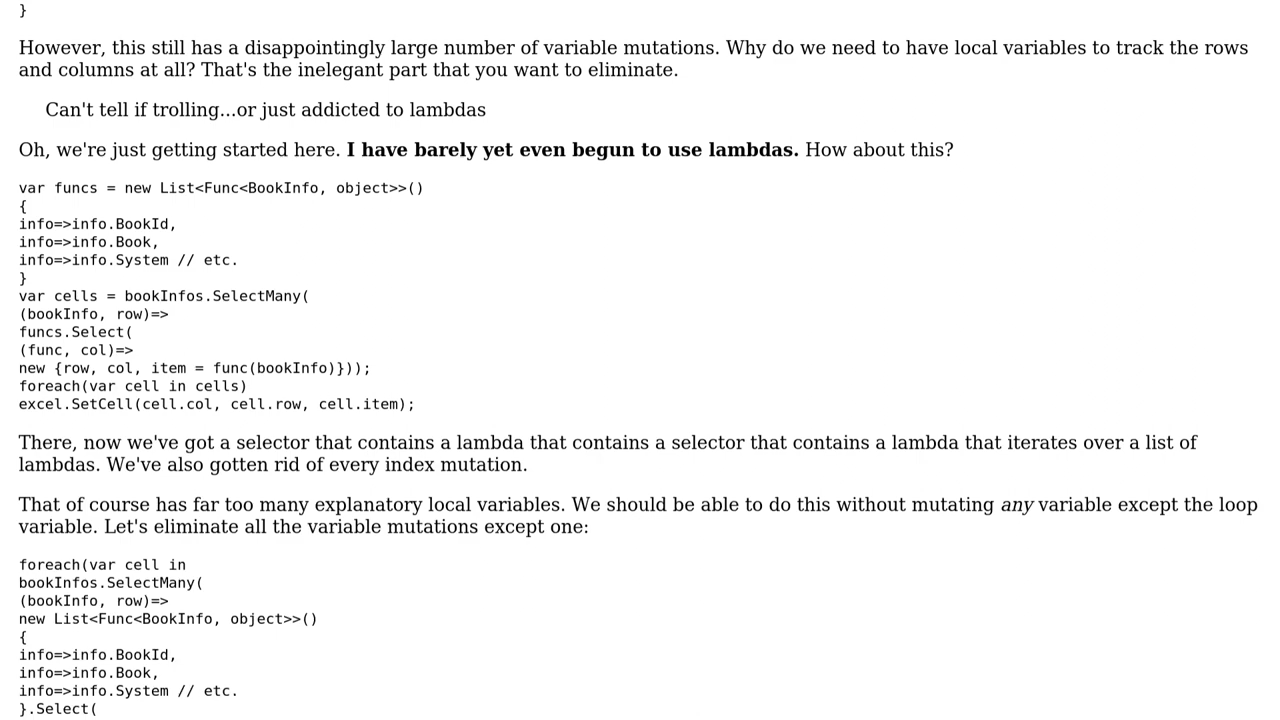 }
However, this still has a disappointingly large number of variable mutations. Why do we need to have local variables to track the rows
and columns at all? That's the inelegant part that you want to eliminate.
Can't tell if trolling...or just addicted to lambdas
Oh, we're just getting started here. I have barely yet even begun to use lambdas. How about this?
var funcs = new List<Func<BookInfo, object>>()
{
info=>info.BookId,
info=>info.Book,
info=>info.System // etc.
}
var cells = bookInfos.SelectMany(
(bookInfo, row)=>
funcs.Select(
(func, col)=>
new {row, col, item = func(bookInfo)}));
foreach(var cell in cells)
excel.SetCell(cell.col, cell.row, cell.item);
There, now we've got a selector that contains a lambda that contains a selector that contains a lambda that iterates over a list of
lambdas. We've also gotten rid of every index mutation.
That of course has far too many explanatory local variables. We should be able to do this without mutating any variable except the loop
variable. Let's eliminate all the variable mutations except one:
foreach(var cell in
bookInfos.SelectMany(
(bookInfo, row)=>
new List<Func<BookInfo, object>>()
{
info=>info.BookId,
info=>info.Book,
info=>info.System // etc.
}.Select(